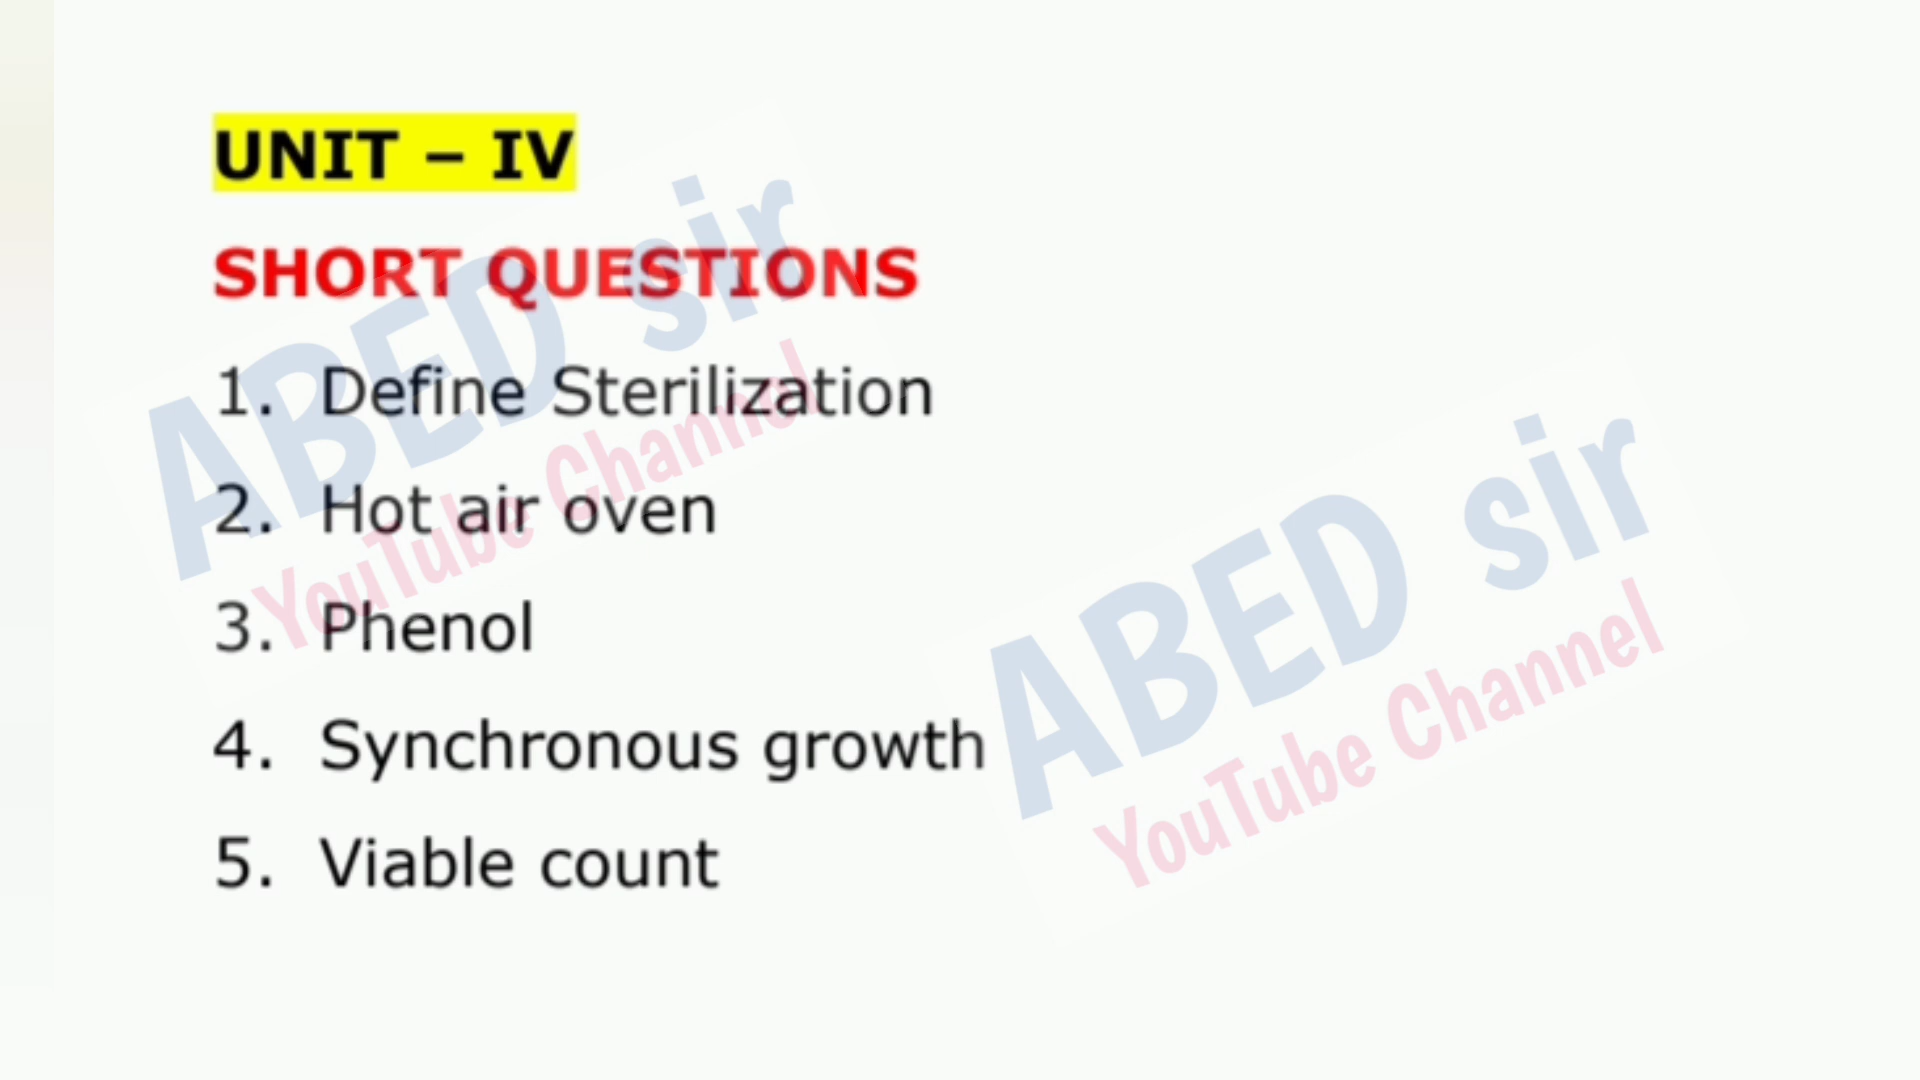 UNIT – IV
SHORT QUESTIONS
1. Define Sterilization
2. Hot air oven
3. Phenol
4. Synchronous growth
5. Viable count
ABED sir
YouTube Channel
ABED sir
YouTube Channel